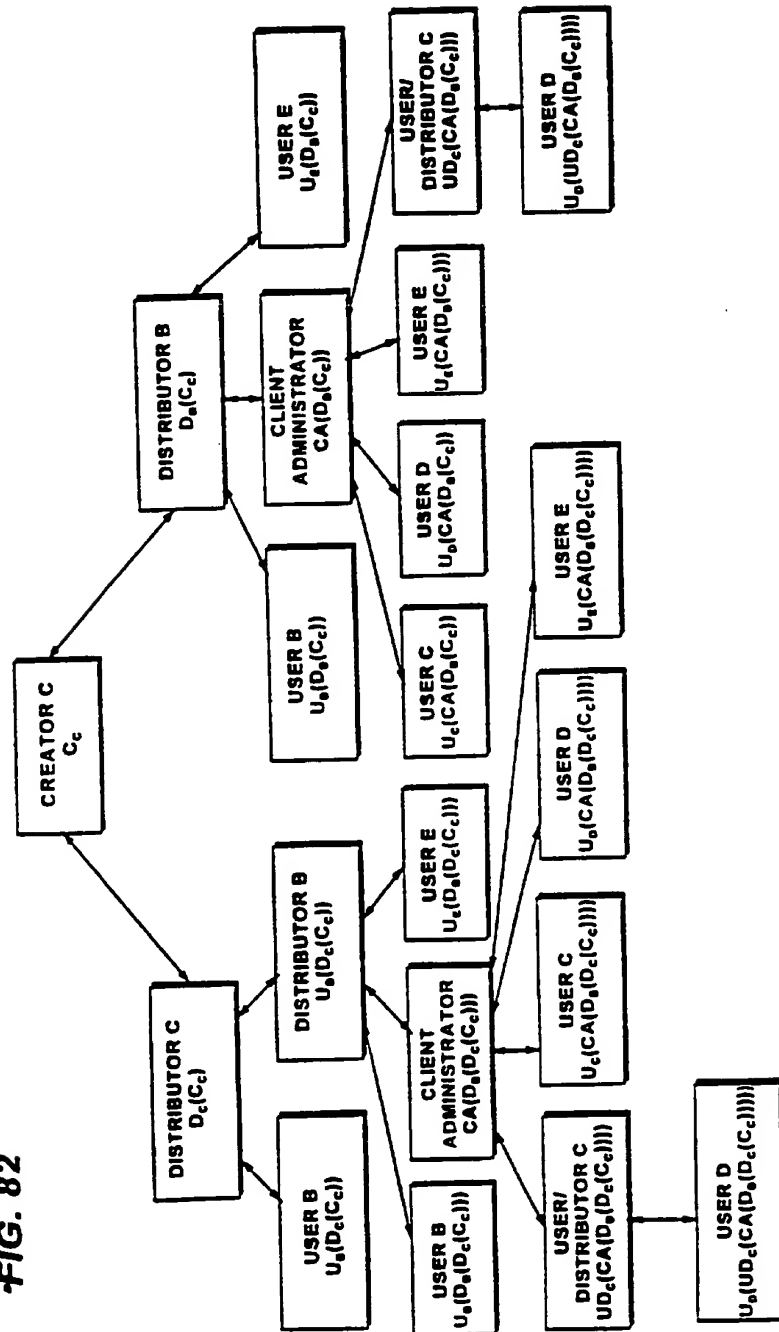 FIG. 82
CREATOR C
Cc
DISTRIBUTOR C
Dc(Cc)
DISTRIBUTOR B
DB(Cc)
USER B
UB(Dc(Cc))
DISTRIBUTOR B
UB(Dc(Cc))
USER B
UB(DB(Cc))
CLIENT
ADMINISTRATOR
CA(DB(Cc))
USER E
UE(DB(Cc))
USER B
UB(DB(Dc(Cc)))
CLIENT
ADMINISTRATOR
CA(DB(Dc(Cc)))
USER E
Uc(DB(Dc(Cc)))
USER C
Uc(CA(DB(Cc))
USER D
UD(CA(DB(Cc))
USER E
UE(CA(DB(Cc)))
USER/
DISTRIBUTOR C
UDc(CA(DB(Cc)))
USER/
DISTRIBUTOR C
UDc(CA(DB(Dc(Cc))))
USER C
Uc(CA(DB(Dc(Cc))))
USER D
UD(CA(DB(Dc(Cc))))
USER E
UE(CA(DB(Dc(Cc))))
USER D
UD(UDc(CA(DB(Cc))))
USER D
UD(UDc(CA(DB(Dc(Cc)))))